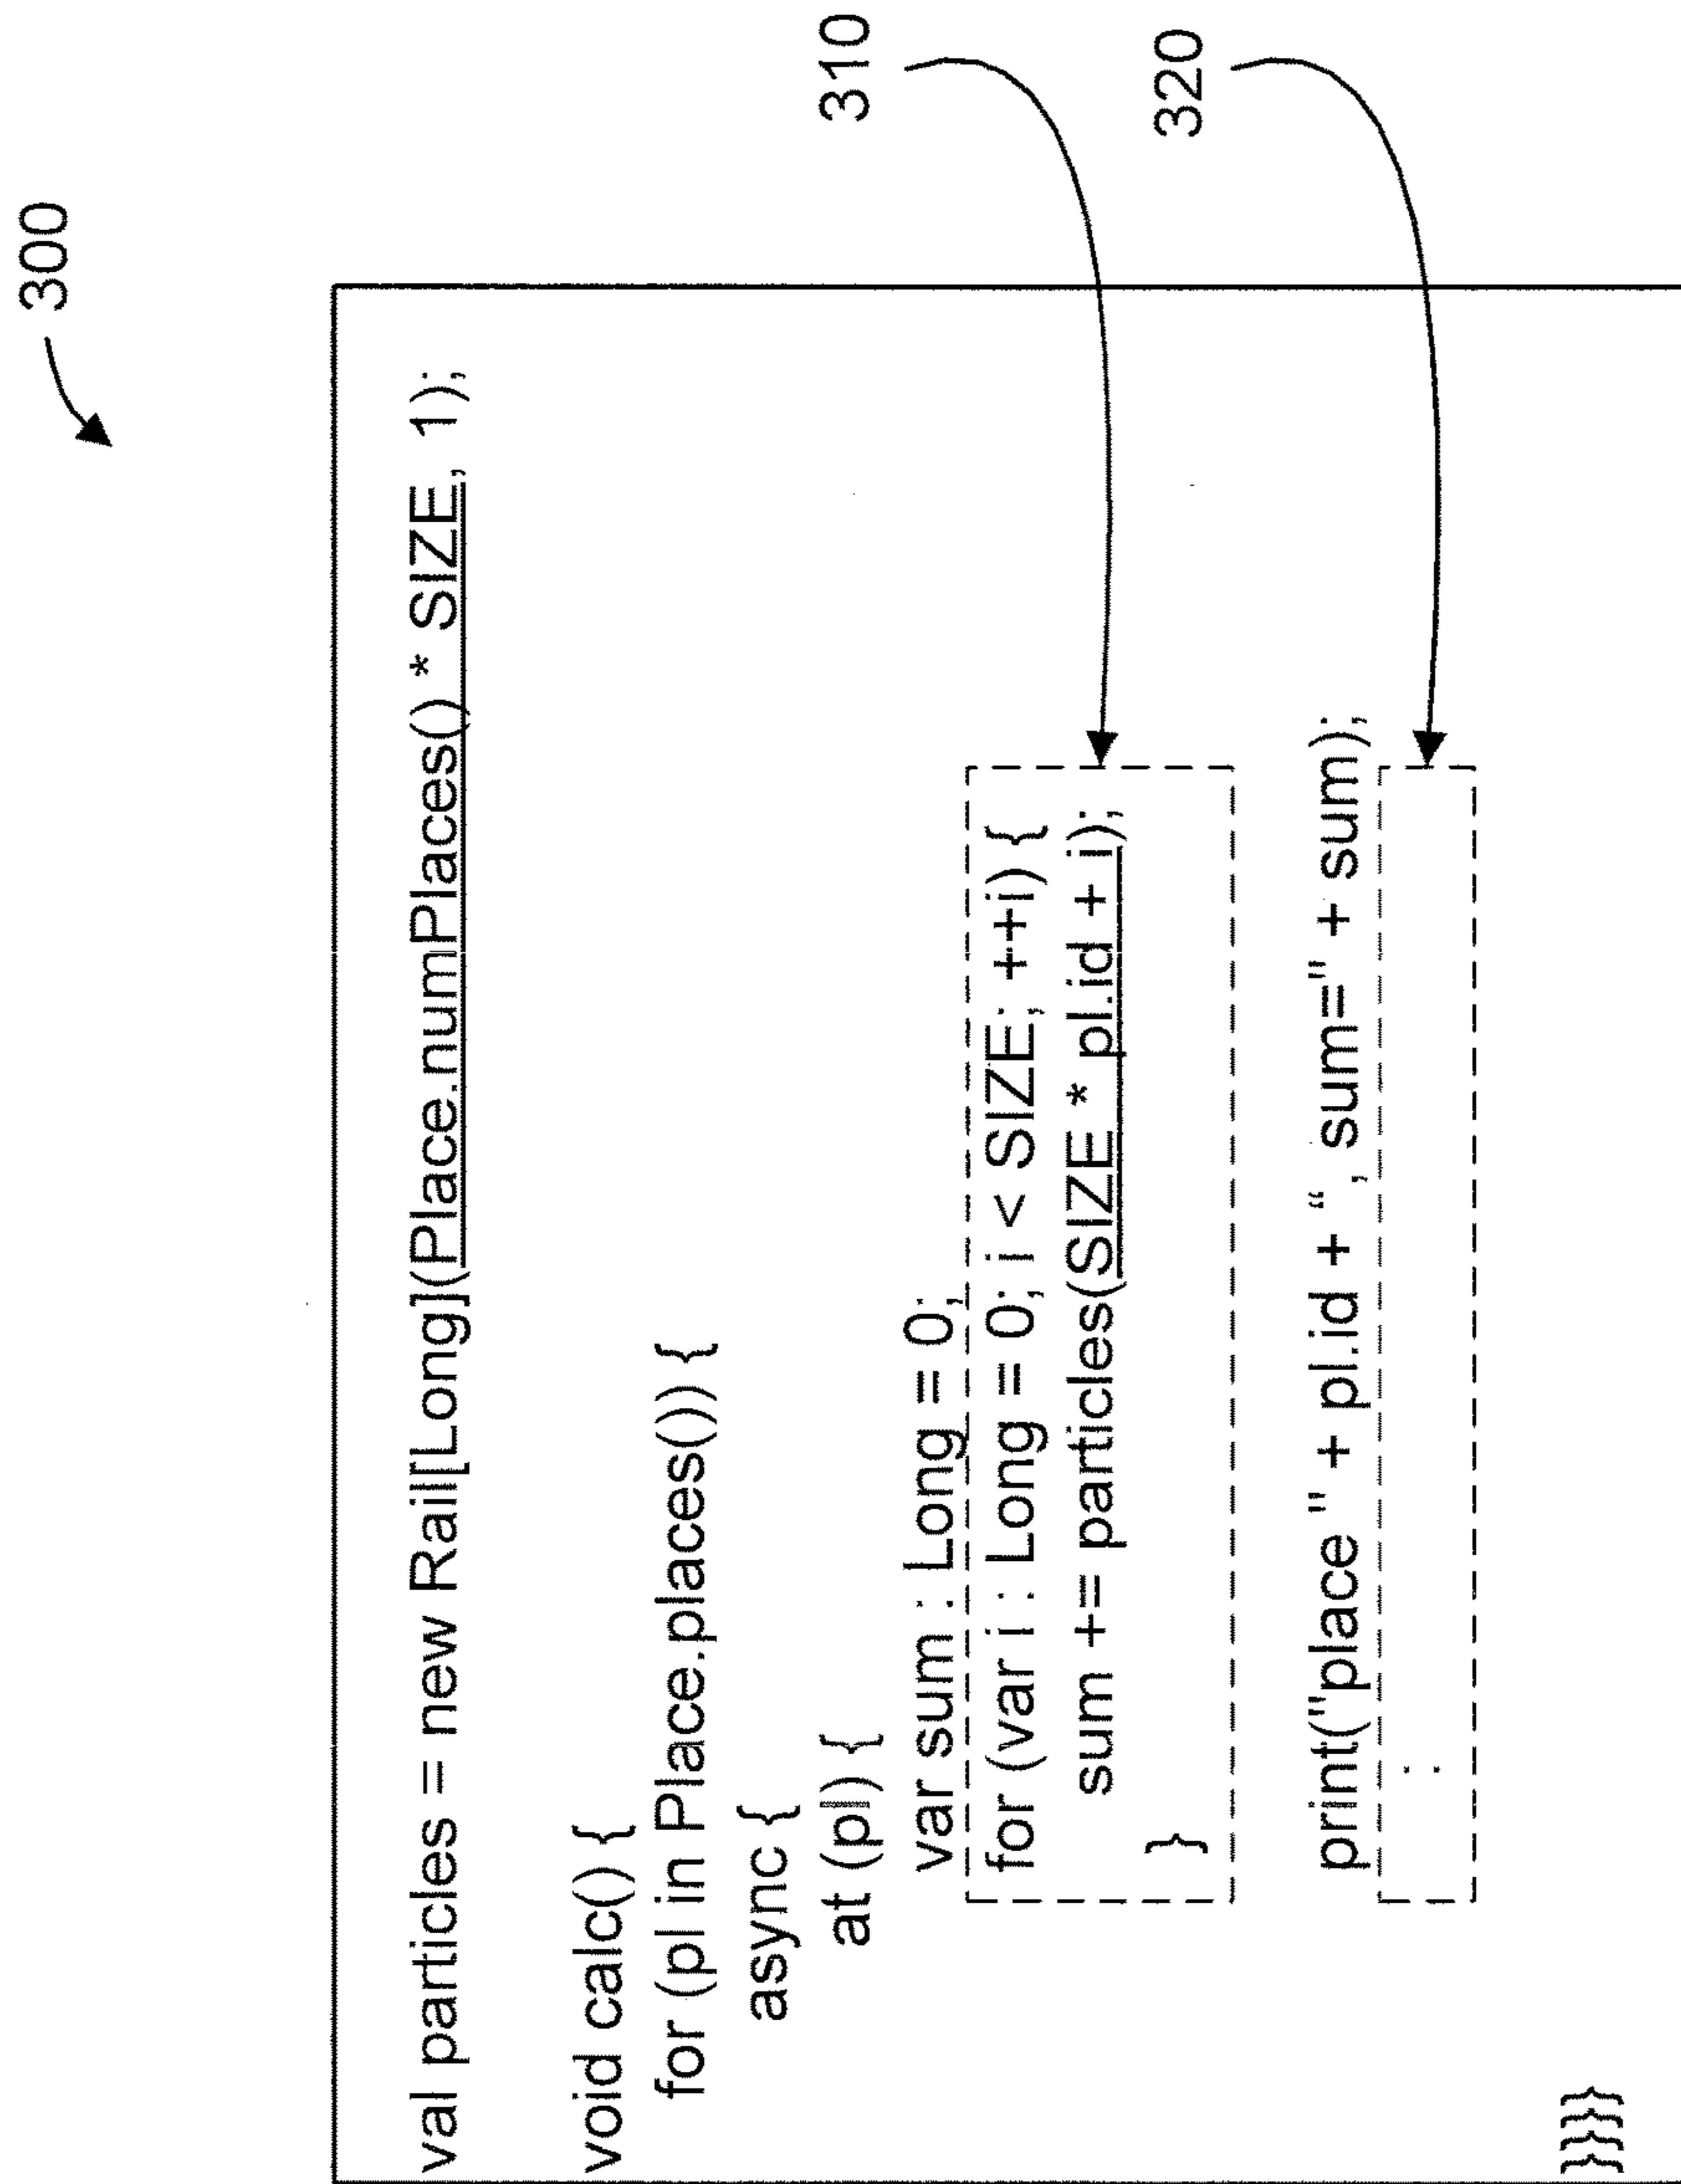 300
val particles = new Rail[Long](Place.numPlaces() * SIZE, 1);
void calc() {
for (pl in Place.places()) {
async {
at (pl) {
var sum : Long = 0;
for (var i : Long = 0; i < SIZE; ++i) {
sum += particles(SIZE * pl.id + i);
}
310
print("place " + pl.id + “, sum=" + sum);
:
320
}}}}